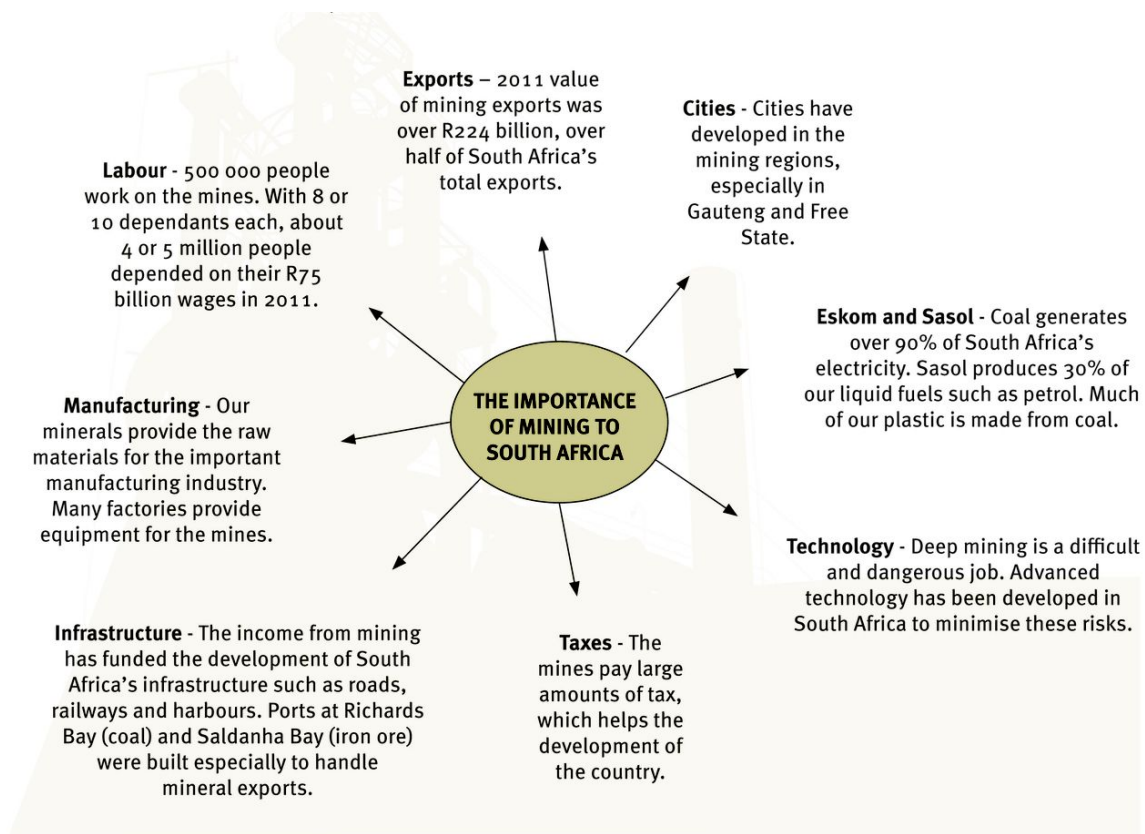 Exports – 2011 value
of mining exports was
over R224 billion, over
half of South Africa's
total exports.
Cities - Cities have
developed in the
mining regions,
especially in
Gauteng and Free
State.
Labour - 500 000 people
work on the mines. With 8 or
10 dependants each, about
4 or 5 million people
depended on their R75
billion wages in 2011.
Eskom and Sasol - Coal generates
over 90% of South Africa's
electricity. Sasol produces 30% of
our liquid fuels such as petrol. Much
of our plastic is made from coal.
THE IMPORTANCE
OF MINING TO
SOUTH AFRICA
Manufacturing - Our
minerals provide the raw
materials for the important
manufacturing industry.
Many factories provide
equipment for the mines.
Technology - Deep mining is a difficult
and dangerous job. Advanced
technology has been developed in
South Africa to minimise these risks.
Infrastructure - The income from mining
has funded the development of South
Africa's infrastructure such as roads,
railways and harbours. Ports at Richards
Bay (coal) and Saldanha Bay (iron ore)
were built especially to handle
mineral exports.
Taxes - The
mines pay large
amounts of tax,
which helps the
development of
the country.